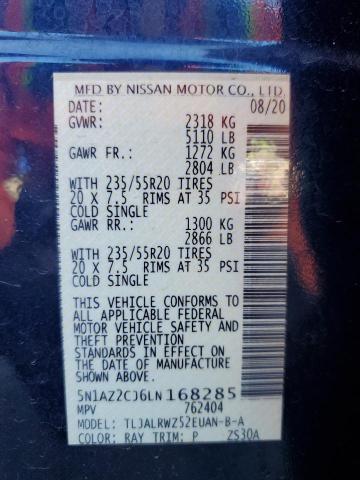 MFD BY NISSAN MOTOR CO., LTD
DATE: 08/20
GVWR: 2318 KG
5110 LB
GAWR FR.: 1272 KG
2804 LB
WITH 235/55R20 TIRES
20 X 7.5 RIMS AT 35 PSI
COLD SINGLE
GAWR RR.: 1300 KG
2866 LB
WITH 235/55R20 TIRES
20 X 7.5 RIMS AT 35 PSI
COLD SINGLE
THIS VEHICLE CONFORMS TO
ALL APPLICABLE FEDERAL
MOTOR VEHICLE SAFETY AND
THEFT PREVENTION
STANDARDS IN EFFECT ON
THE DATE OF MANUFACTURE
SHOWN ABOVE.
5N1AZ2CJ6LN168285
MPV 762404
MODEL: TLJALRWZ52EUAN-B-A
COLOR: RAY TRIM: P ZS30A